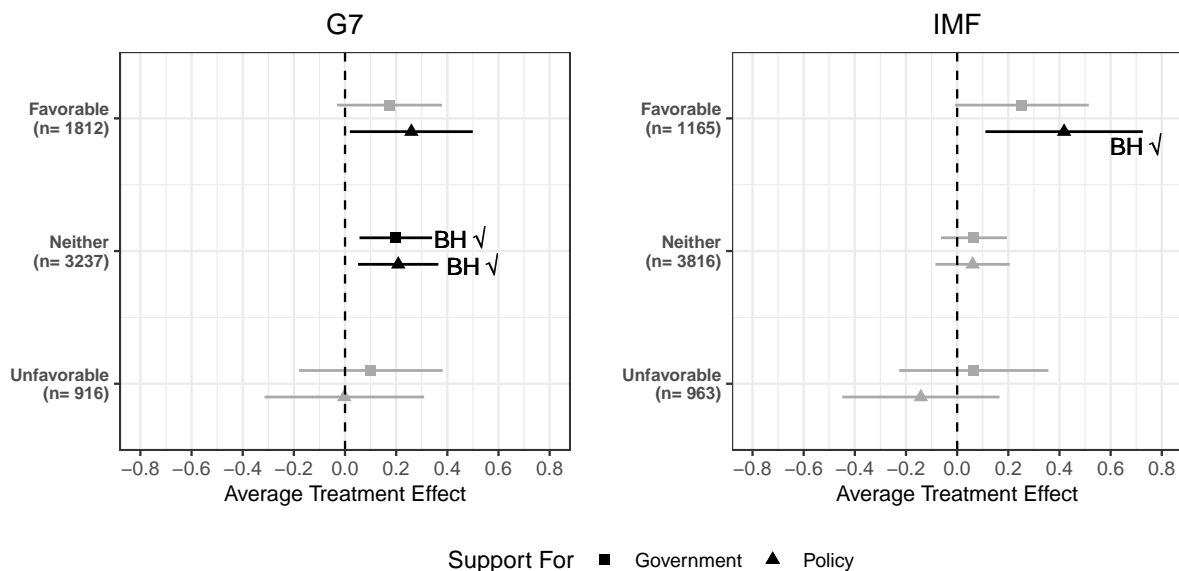 G7
Favorable
(n= 1812)
Neither
(n= 3237)
Unfavorable
(n= 916)
BH √
BH √
−0.8 −0.6 −0.4 −0.2 0.0 0.2 0.4 0.6 0.8
Average Treatment Effect
IMF
Favorable
(n= 1165)
Neither
(n= 3816)
Unfavorable
(n= 963)
BH √
−0.8 −0.6 −0.4 −0.2 0.0 0.2 0.4 0.6 0.8
Average Treatment Effect
Support For Government Policy